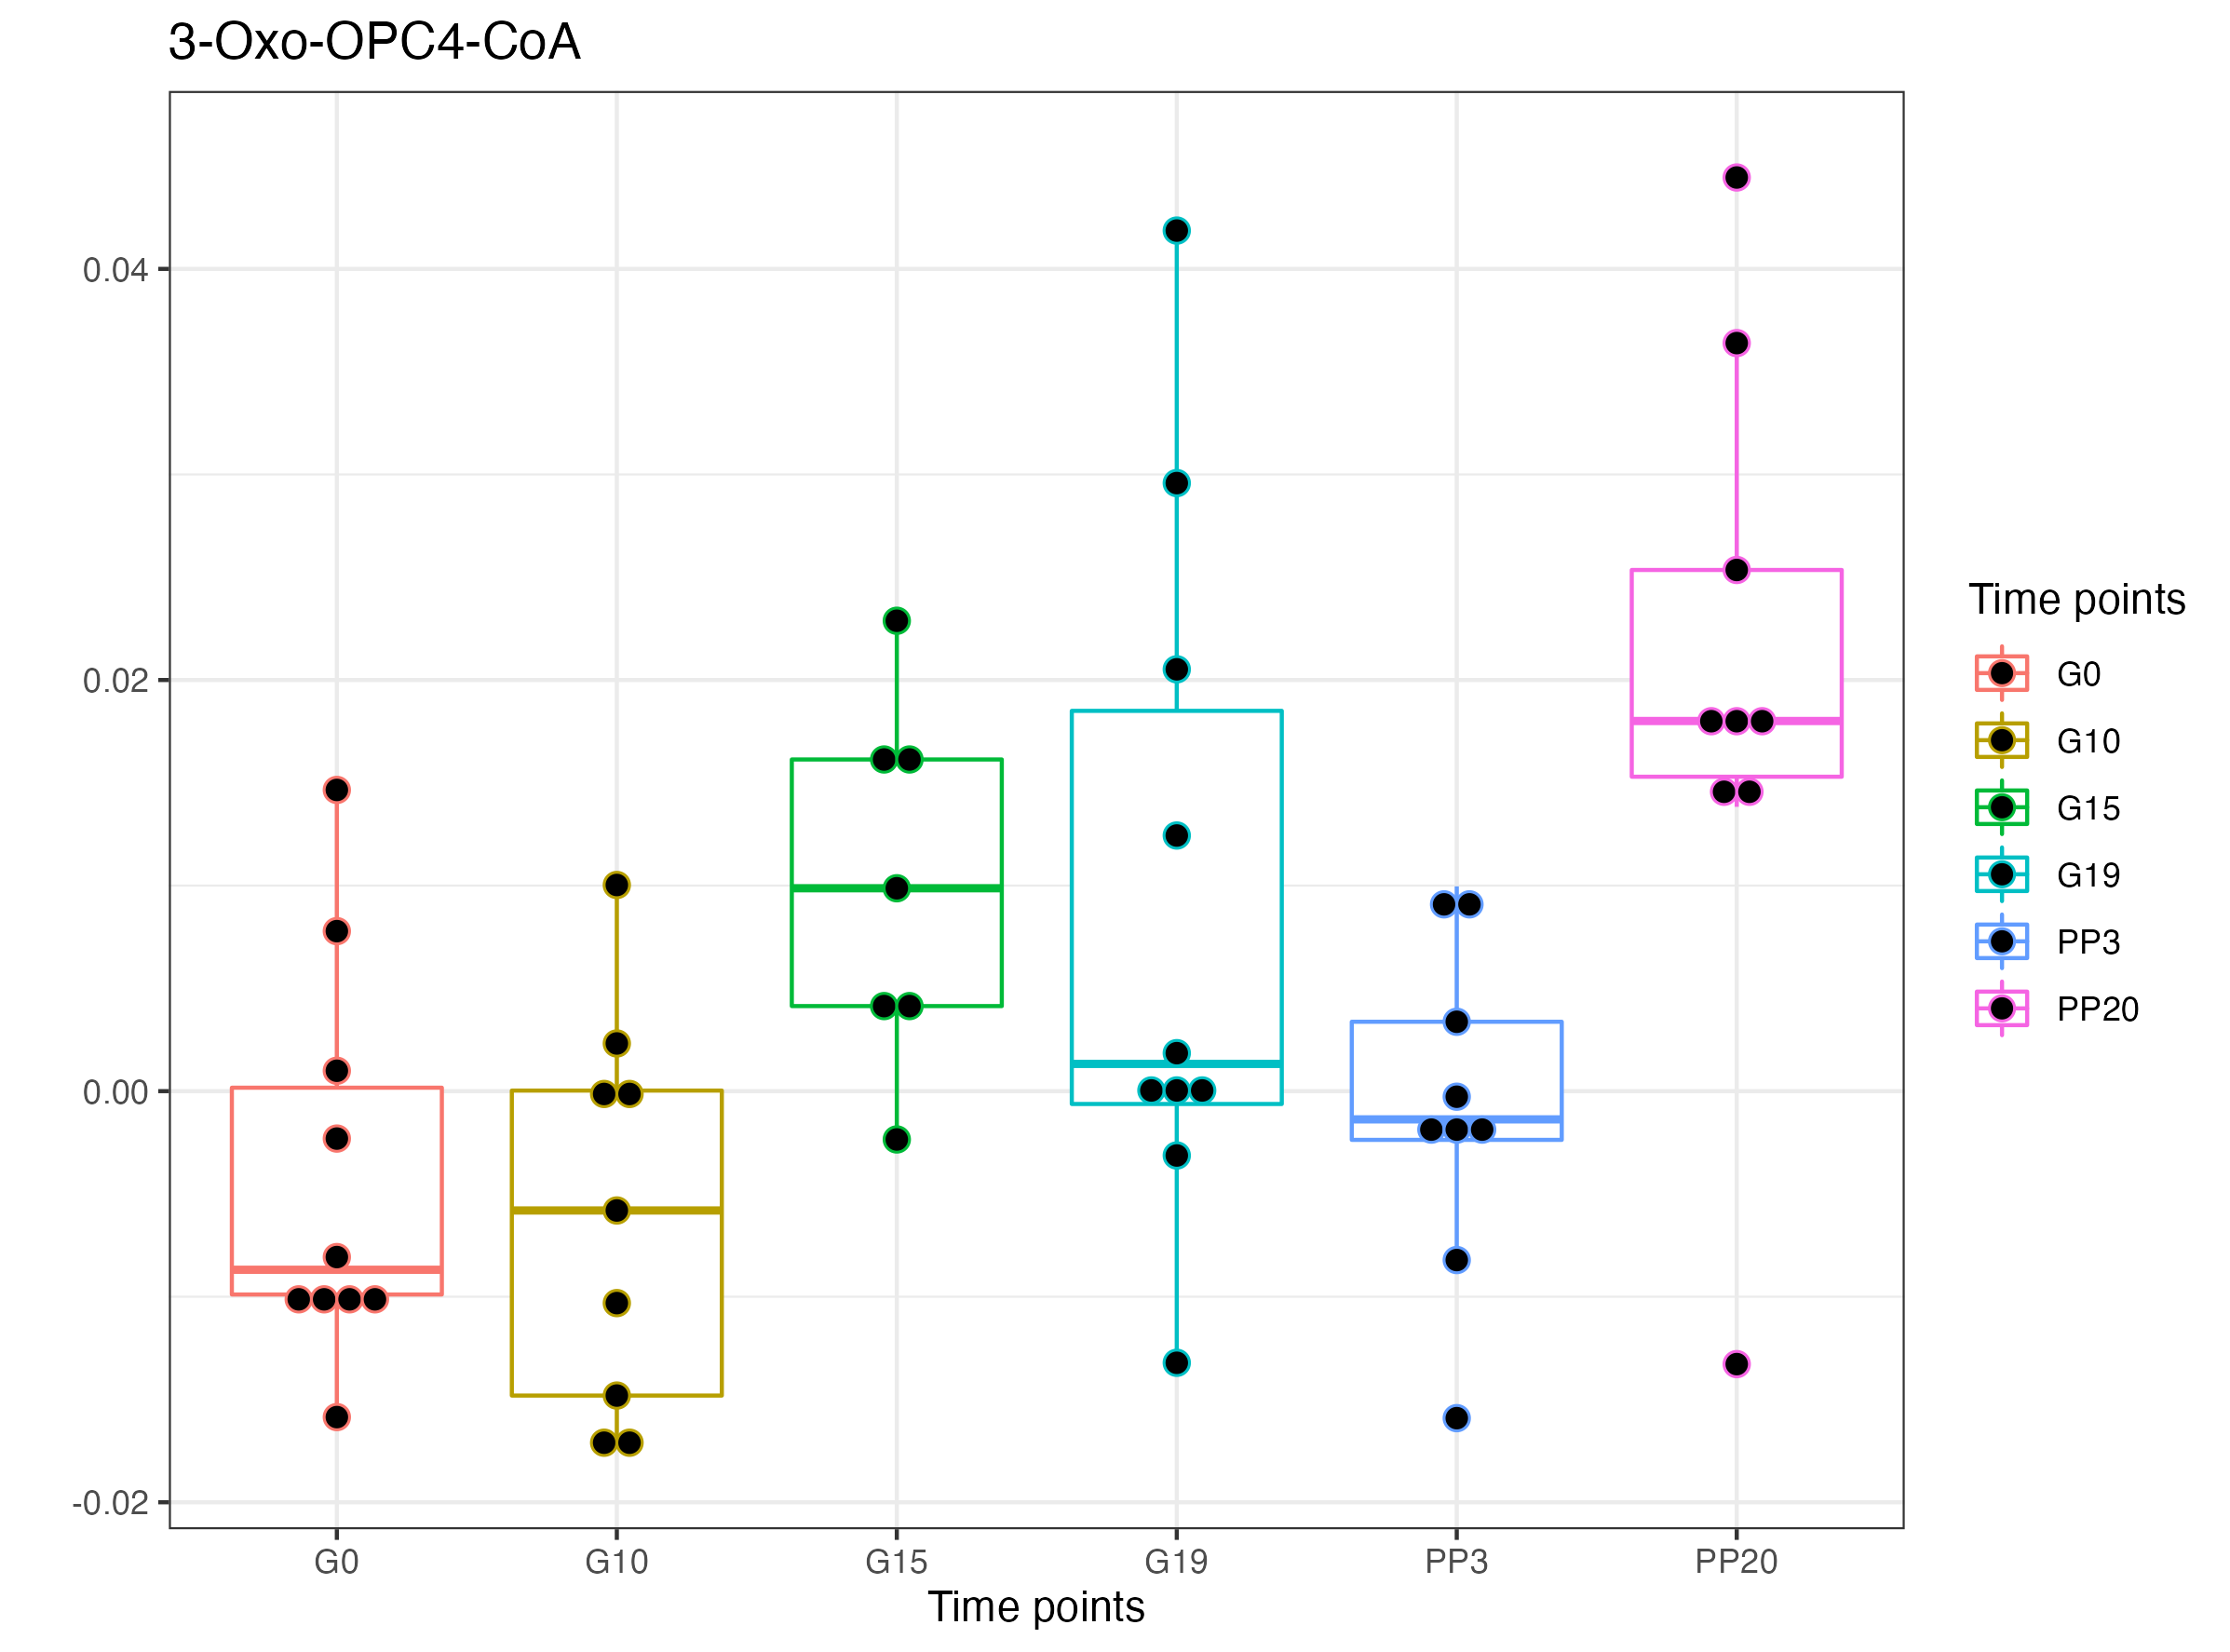 3-Oxo-OPC4-CoA
0.04
0.02
0.00
-0.02
G0 G10 G15 G19 PP3 PP20
Time points
Time points
G0
G10
G15
G19
PP3
PP20